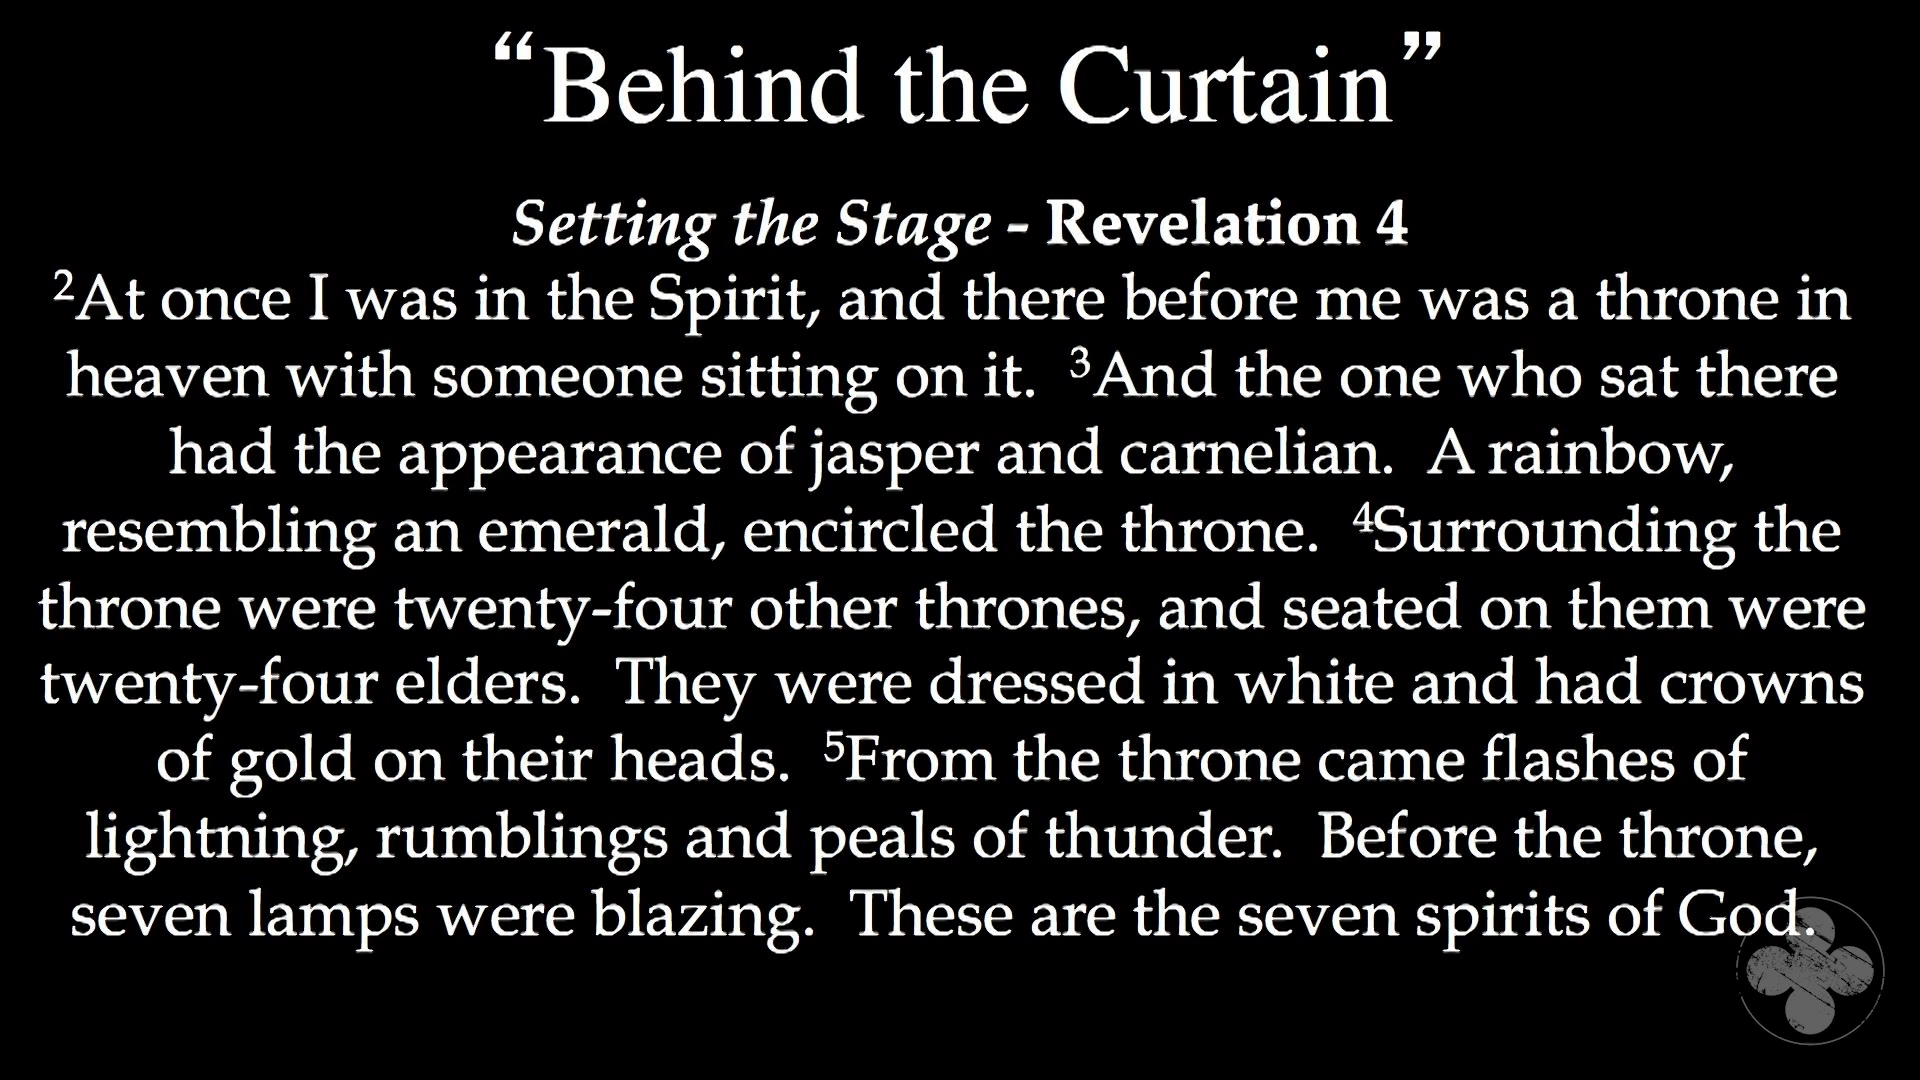 “Behind the Curtain”
Setting the Stage - Revelation 4
²At once I was in the Spirit, and there before me was a throne in
heaven with someone sitting on it.  ³And the one who sat there
had the appearance of jasper and carnelian.  A rainbow,
resembling an emerald, encircled the throne.  ⁴Surrounding the
throne were twenty-four other thrones, and seated on them were
twenty-four elders.  They were dressed in white and had crowns
of gold on their heads.  ⁵From the throne came flashes of
lightning, rumblings and peals of thunder.  Before the throne,
seven lamps were blazing.  These are the seven spirits of God.